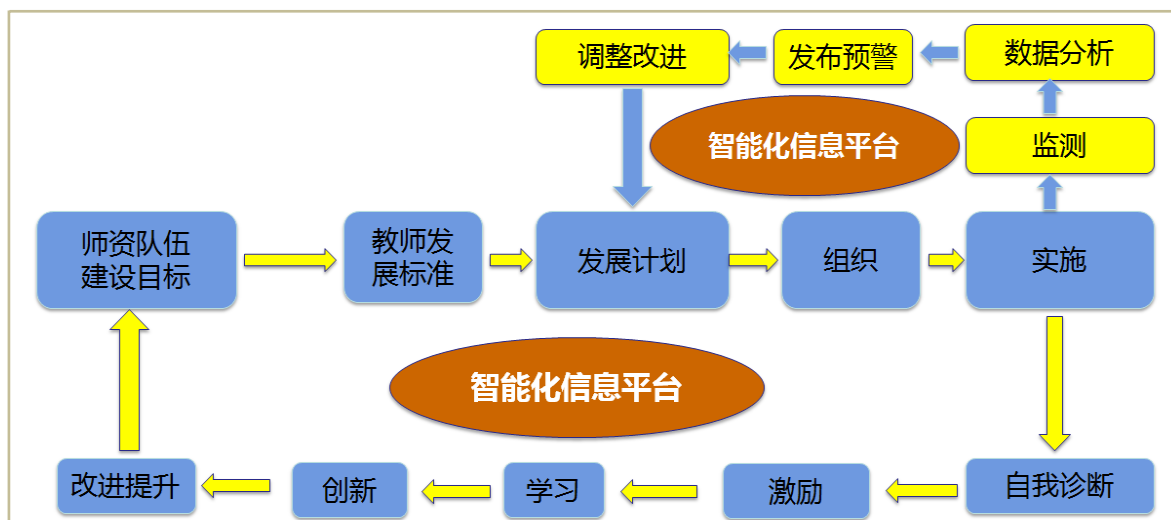 调整改进
发布预警
数据分析
智能化信息平台
监测
师资队伍
建设目标
教师发
展标准
发展计划
组织
实施
智能化信息平台
改进提升
创新
学习
激励
自我诊断